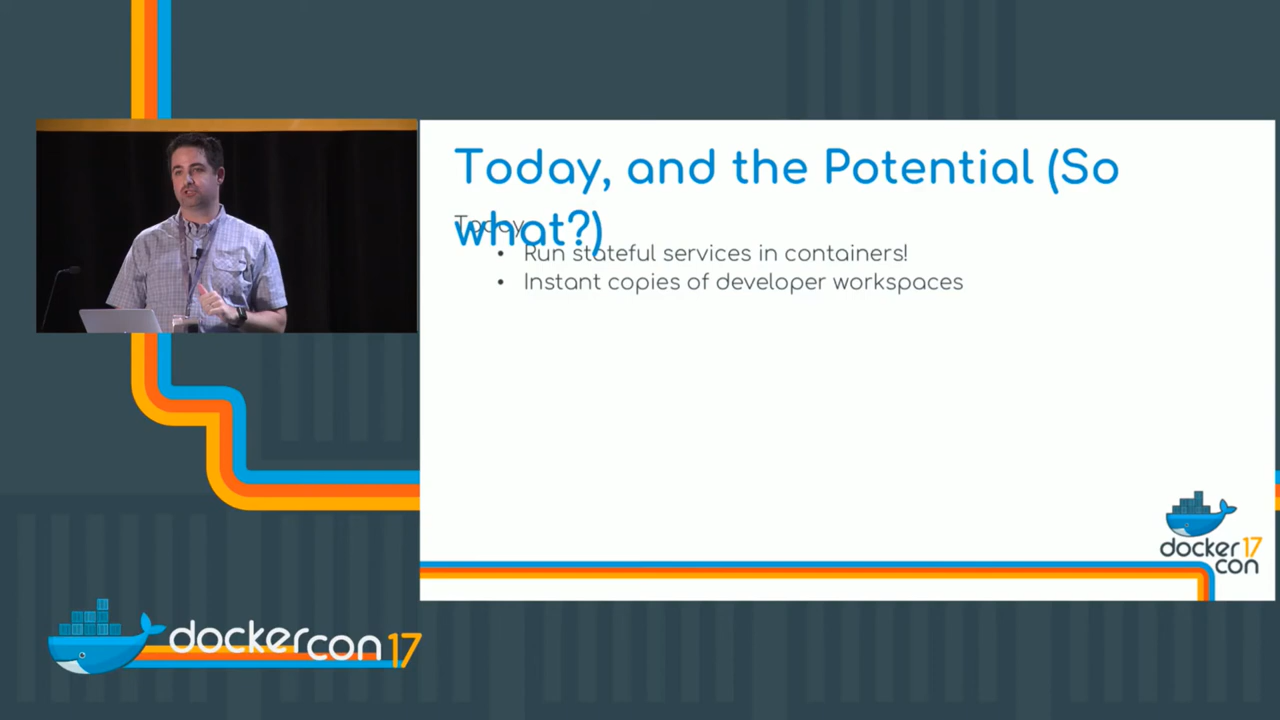 Today, and the Potential (So
what?)
Today
• Run stateful services in containers!
• Instant copies of developer workspaces
docker 17
con
dockercon 17